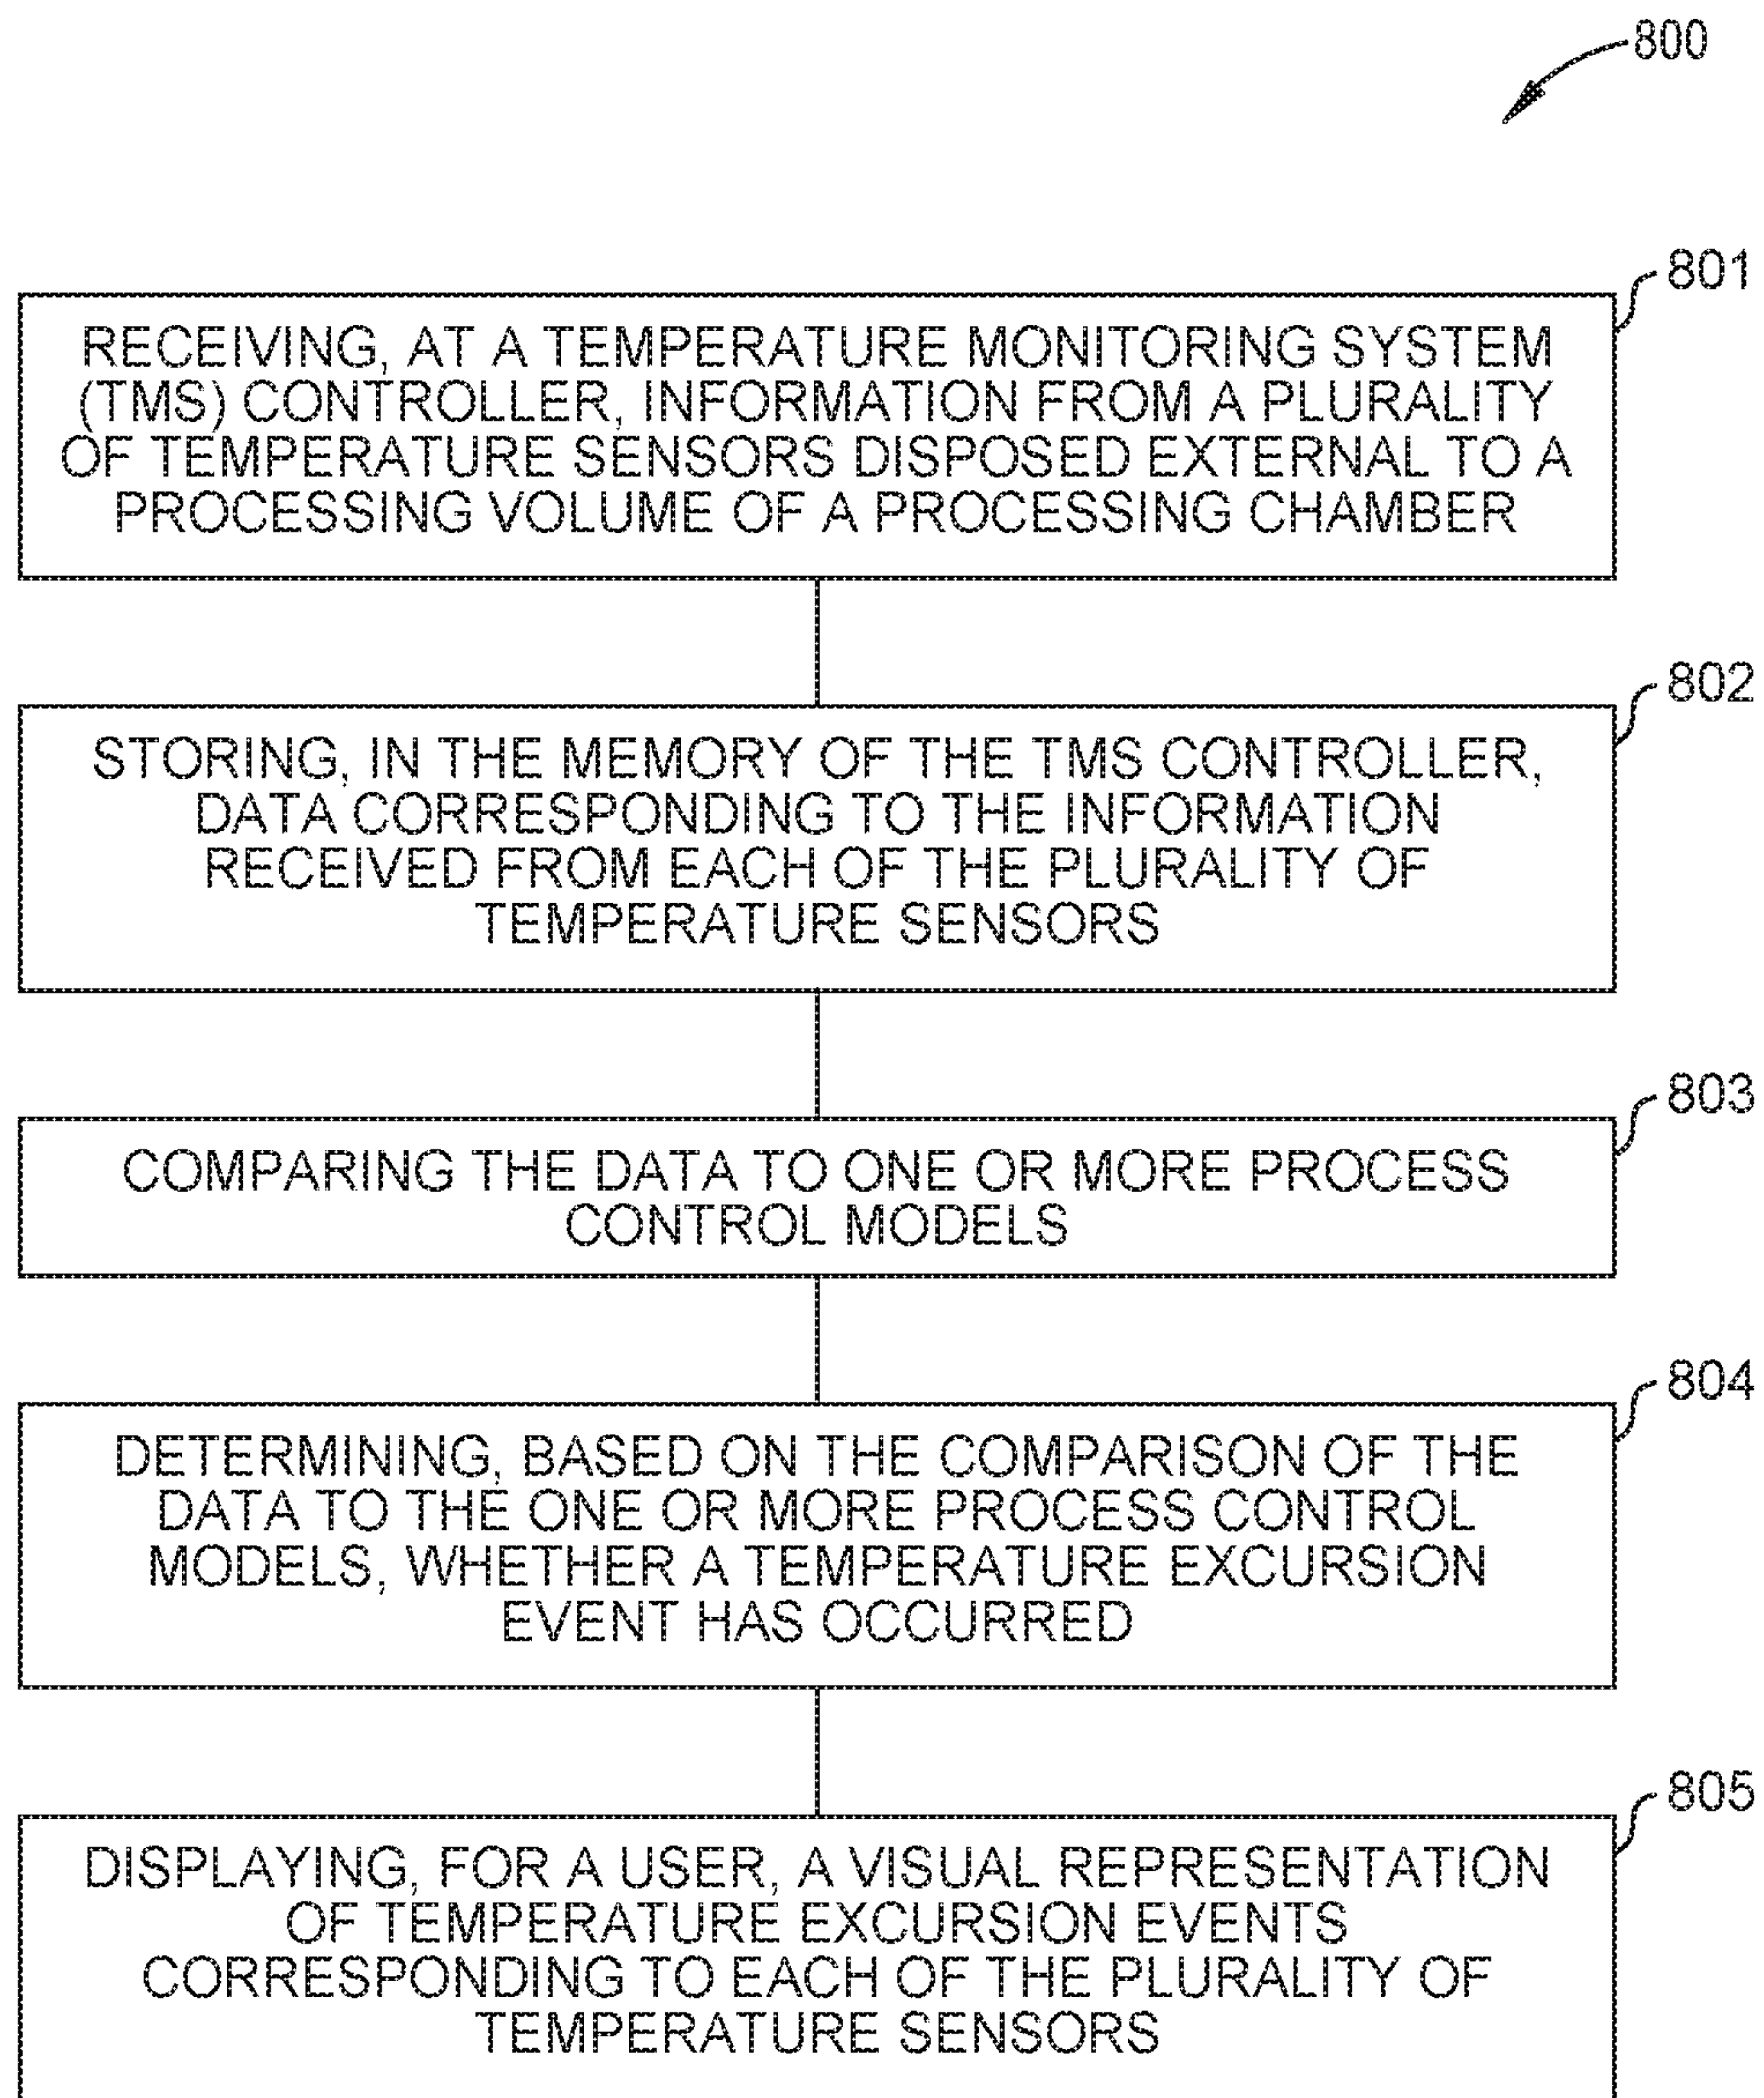 800
801
RECEIVING, AT A TEMPERATURE MONITORING SYSTEM
(TMS) CONTROLLER, INFORMATION FROM A PLURALITY
OF TEMPERATURE SENSORS DISPOSED EXTERNAL TO A
PROCESSING VOLUME OF A PROCESSING CHAMBER
802
STORING, IN THE MEMORY OF THE TMS CONTROLLER,
DATA CORRESPONDING TO THE INFORMATION
RECEIVED FROM EACH OF THE PLURALITY OF
TEMPERATURE SENSORS
803
COMPARING THE DATA TO ONE OR MORE PROCESS
CONTROL MODELS
804
DETERMINING, BASED ON THE COMPARISON OF THE
DATA TO THE ONE OR MORE PROCESS CONTROL
MODELS, WHETHER A TEMPERATURE EXCURSION
EVENT HAS OCCURRED
805
DISPLAYING, FOR A USER, A VISUAL REPRESENTATION
OF TEMPERATURE EXCURSION EVENTS
CORRESPONDING TO EACH OF THE PLURALITY OF
TEMPERATURE SENSORS